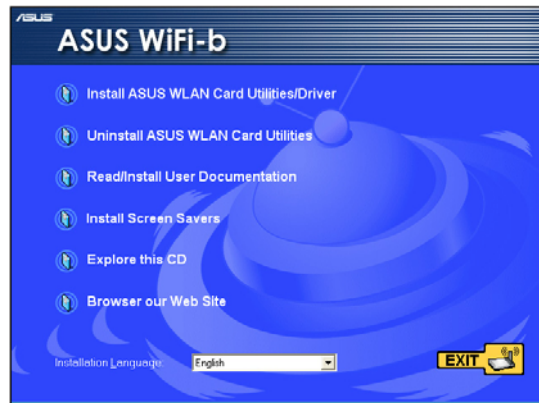 ASUS
ASUS WiFi-b
Install ASUS WLAN Card Utilities/Driver
Uninstall ASUS WLAN Card Utilities
Read/Install User Documentation
Install Screen Savers
Explore this CD
Browser our Web Site
Installation Language: English
EXIT